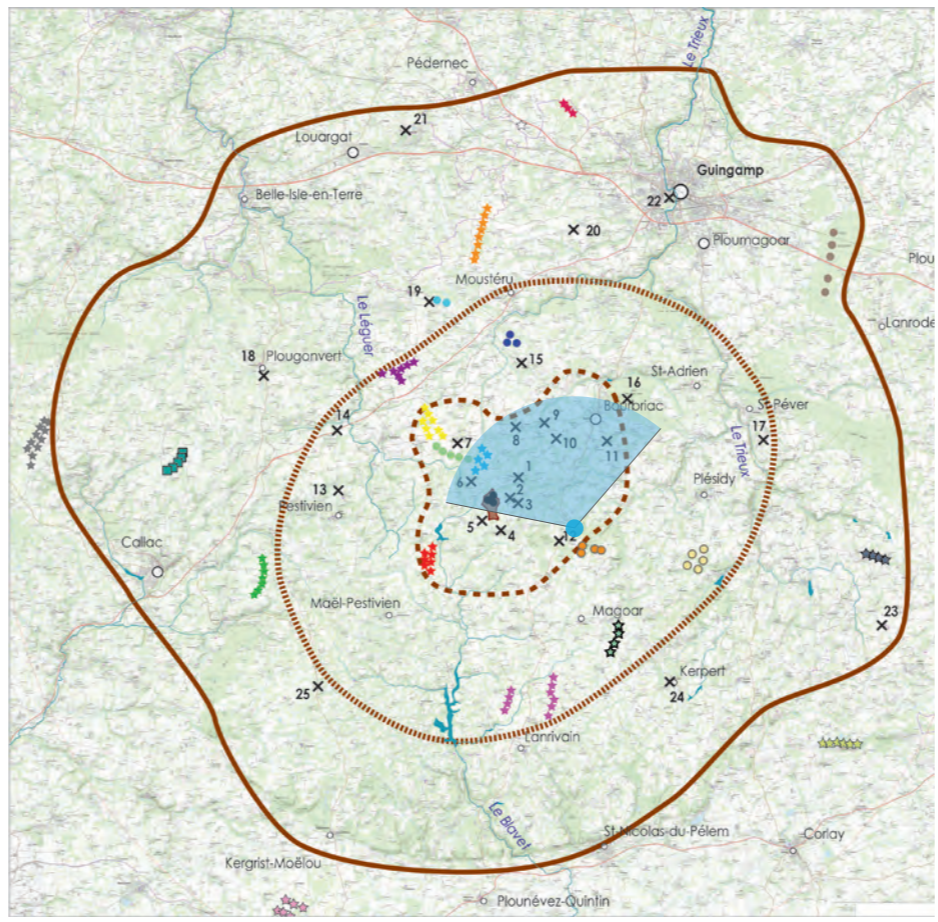 Le Trieux
Pédernec
21
Louargat
Guingamp
Belle-Isle-en-Terre
22
20
Ploumagoar
Plou
Moustéru
19
Le Léguer
Lanrode
15
18
Plougonvert
St-Adrien
16
14
Bourbriac
St-Péver
9
8
7
10
11
17
Le Trieux
1
6
13
2
Plésidy
3
Pestivien
5
4
12
Callac
Maël-Pestivien
Magoar
23
Kerpert
25
24
Lanrivain
Le Blavet
St-Nicolas-du-Pélem
Corlay
Kergrist-Moëlou
Plounévez-Quintin